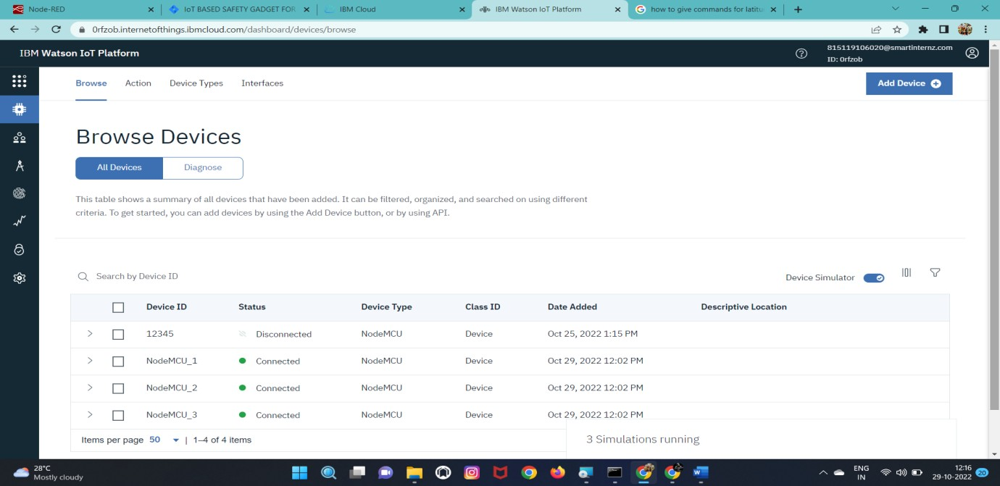 Node-RED
IoT BASED SAFETY GADGET FOR
IBM Cloud
IBM Watson IoT Platform
how to give commands for latitu
0rfzob.internetofthings.ibmcloud.com/dashboard/devices/browse
IBM Watson IoT Platform
815119106020@smartinternz.com
ID: 0rfzob
Browse
Action
Device Types
Interfaces
Add Device
Browse Devices
All Devices
Diagnose
This table shows a summary of all devices that have been added. It can be filtered, organized, and searched on using different
criteria. To get started, you can add devices by using the Add Device button, or by using API.
Search by Device ID
Device Simulator
Device ID Status Device Type Class ID Date Added Descriptive Location
12345 Disconnected NodeMCU Device Oct 25, 2022 1:15 PM
NodeMCU_1 Connected NodeMCU Device Oct 29, 2022 12:02 PM
NodeMCU_2 Connected NodeMCU Device Oct 29, 2022 12:02 PM
NodeMCU_3 Connected NodeMCU Device Oct 29, 2022 12:02 PM
Items per page 50 | 1–4 of 4 items
3 Simulations running
28°C
Mostly cloudy
ENG
IN
12:16
29-10-2022
20